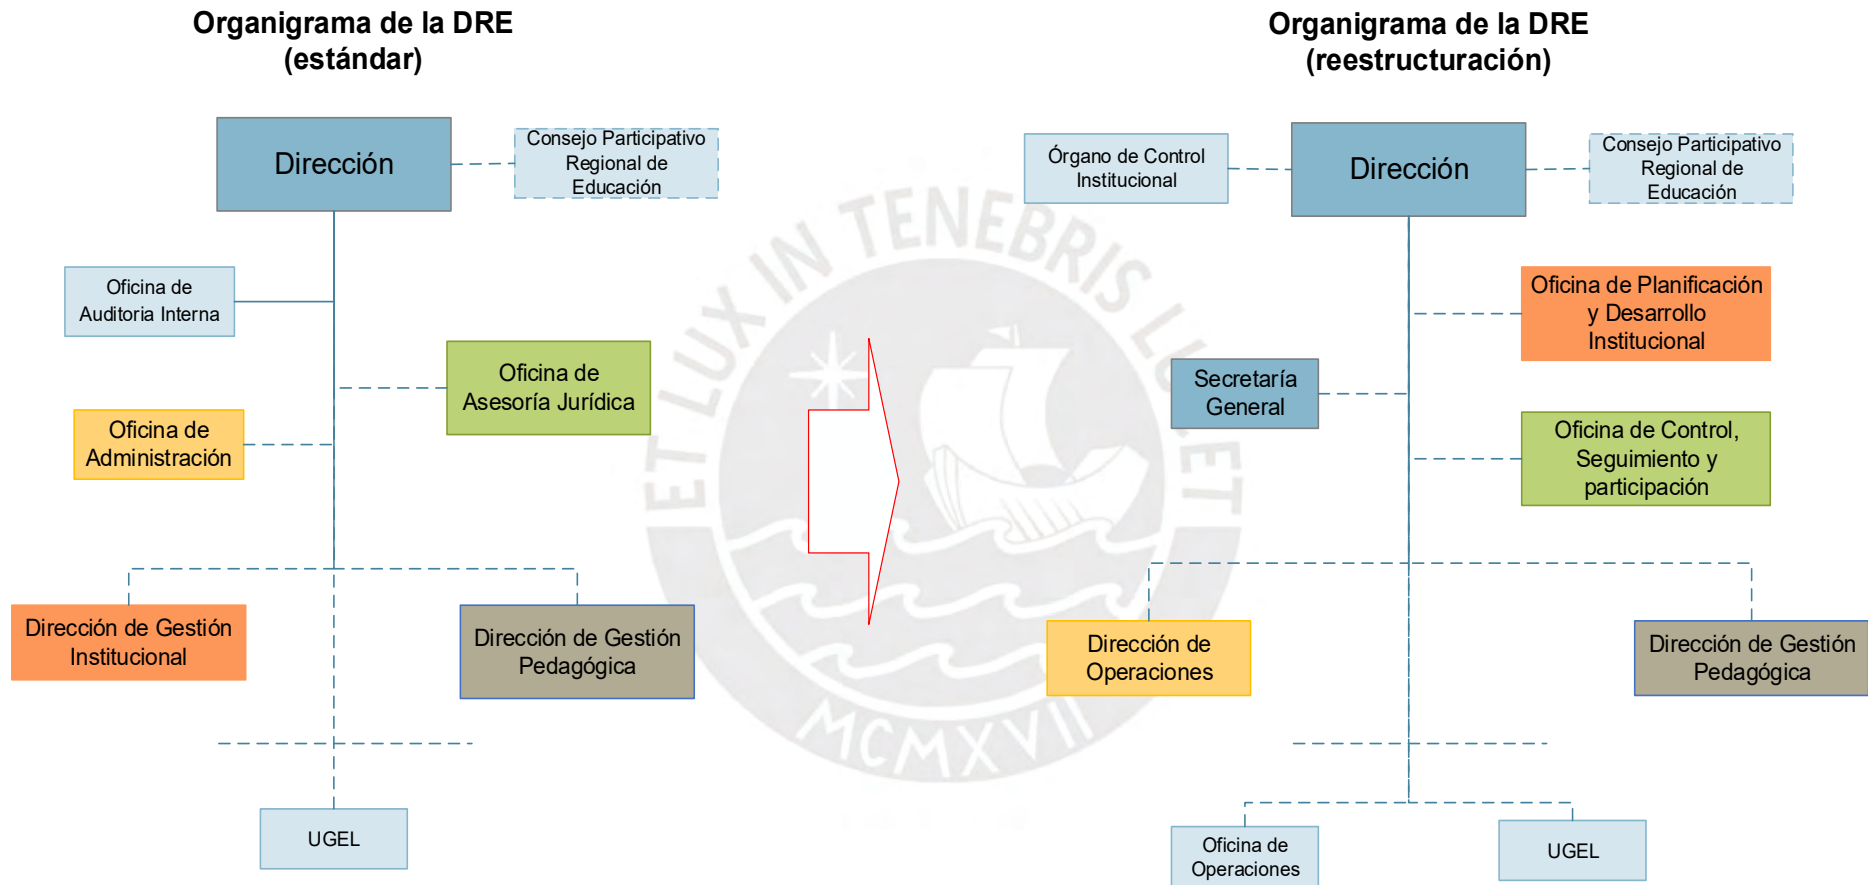 Organigrama de la DRE
(estándar)
Dirección
Consejo Participativo
Regional de
Educación
Oficina de
Auditoria Interna
Oficina de
Asesoría Jurídica
Oficina de
Administración
Dirección de Gestión
Institucional
Dirección de Gestión
Pedagógica
UGEL
Organigrama de la DRE
(reestructuración)
Órgano de Control
Institucional
Dirección
Consejo Participativo
Regional de
Educación
Oficina de Planificación
y Desarrollo
Institucional
Secretaría
General
Oficina de Control,
Seguimiento y
participación
Dirección de
Operaciones
Dirección de Gestión
Pedagógica
Oficina de
Operaciones
UGEL
ET LUX IN TENEBRIS LU ET
MCMXVII